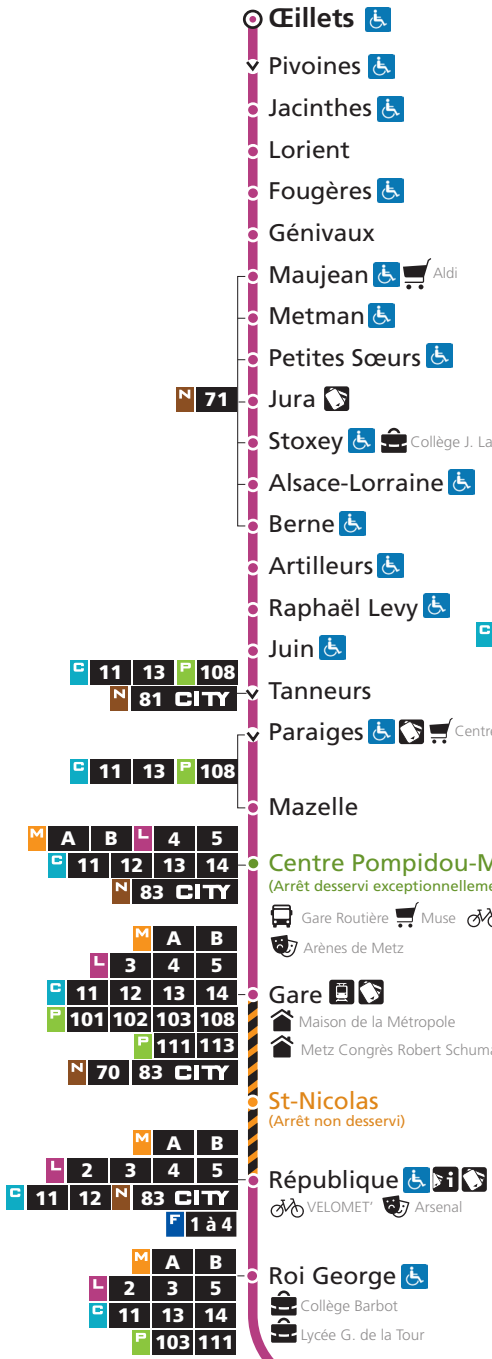 Œillets
Pivoines
Jacinthes
Lorient
Fougères
Génivaux
Maujean Aldi
Metman
Petites Sœurs
N 71 Jura
Stoxey Collège J. La
Alsace-Lorraine
Berne
Artilleurs
Raphaël Levy
C
Juin
C 11 13 P 108
N 81 CITY Tanneurs
Paraiges Centre
C 11 13 P 108
Mazelle
M A B L 4 5
C 11 12 13 14
N 83 CITY
Centre Pompidou-M
(Arrêt desservi exceptionnelleme
Gare Routière Muse
Arènes de Metz
M A B
L 3 4 5
C 11 12 13 14
P 101 102 103 108
P 111 113
N 70 83 CITY
Gare
Maison de la Métropole
Metz Congrès Robert Schuma
St-Nicolas
(Arrêt non desservi)
M A B
L 2 3 4 5
C 11 12 N 83 CITY
F 1 à 4
République i
VELOMET' Arsenal
M A B
L 2 3 5
C 11 13 14
P 103 111
Roi George
Collège Barbot
Lycée G. de la Tour